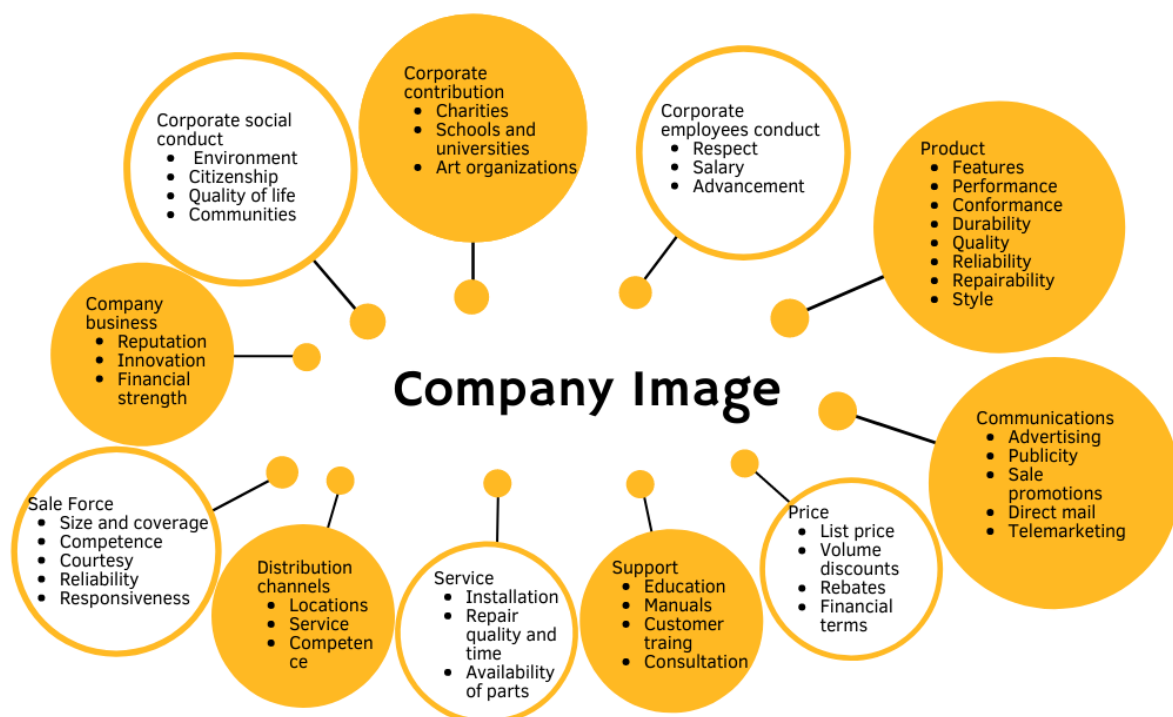 Corporate social
conduct
• Environment
• Citizenship
• Quality of life
• Communities
Corporate
contribution
• Charities
• Schools and
universities
• Art organizations
Corporate
employees conduct
• Respect
• Salary
• Advancement
Product
• Features
• Performance
• Conformance
• Durability
• Quality
• Reliability
• Repairability
• Style
Company
business
• Reputation
• Innovation
• Financial
strength
Company Image
Communications
• Advertising
• Publicity
• Sale
promotions
• Direct mail
• Telemarketing
Sale Force
• Size and coverage
• Competence
• Courtesy
• Reliability
• Responsiveness
Distribution
channels
• Locations
• Service
• Competen
ce
Service
• Installation
• Repair
quality and
time
• Availability
of parts
Support
• Education
• Manuals
• Customer
traing
• Consultation
Price
• List price
• Volume
discounts
• Rebates
• Financial
terms